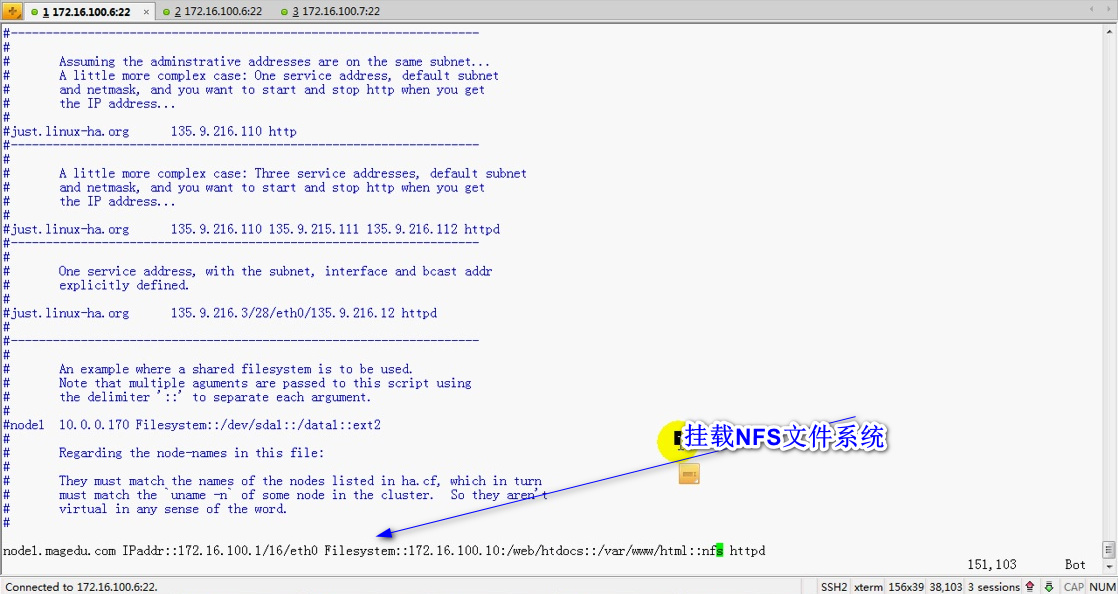 1 172.16.100.6:22 × 2 172.16.100.6:22 3 172.16.100.7:22
#-------------------------------------------------------------------
#
# Assuming the adminstrative addresses are on the same subnet...
# A little more complex case: One service address, default subnet
# and netmask, and you want to start and stop http when you get
# the IP address...
#
#just.linux-ha.org 135.9.216.110 http
#-------------------------------------------------------------------
#
# A little more complex case: Three service addresses, default subnet
# and netmask, and you want to start and stop http when you get
# the IP address...
#
#just.linux-ha.org 135.9.216.110 135.9.215.111 135.9.216.112 httpd
#-------------------------------------------------------------------
#
# One service address, with the subnet, interface and bcast addr
# explicitly defined.
#
#just.linux-ha.org 135.9.216.3/28/eth0/135.9.216.12 httpd
#
#-------------------------------------------------------------------
#
# An example where a shared filesystem is to be used.
# Note that multiple aguments are passed to this script using
# the delimiter '::' to separate each argument.
#
#node1 10.0.0.170 Filesystem::/dev/sda1::/data1::ext2
#
# Regarding the node-names in this file:
#
# They must match the names of the nodes listed in ha.cf, which in turn
# must match the `uname -n` of some node in the cluster. So they aren't
# virtual in any sense of the word.
#
挂载NFS文件系统
node1.magedu.com IPaddr::172.16.100.1/16/eth0 Filesystem::172.16.100.10:/web/htdocs::/var/www/html::nfs httpd
151,103 Bot
Connected to 172.16.100.6:22. SSH2 xterm 156x39 38,103 3 sessions CAP NUM